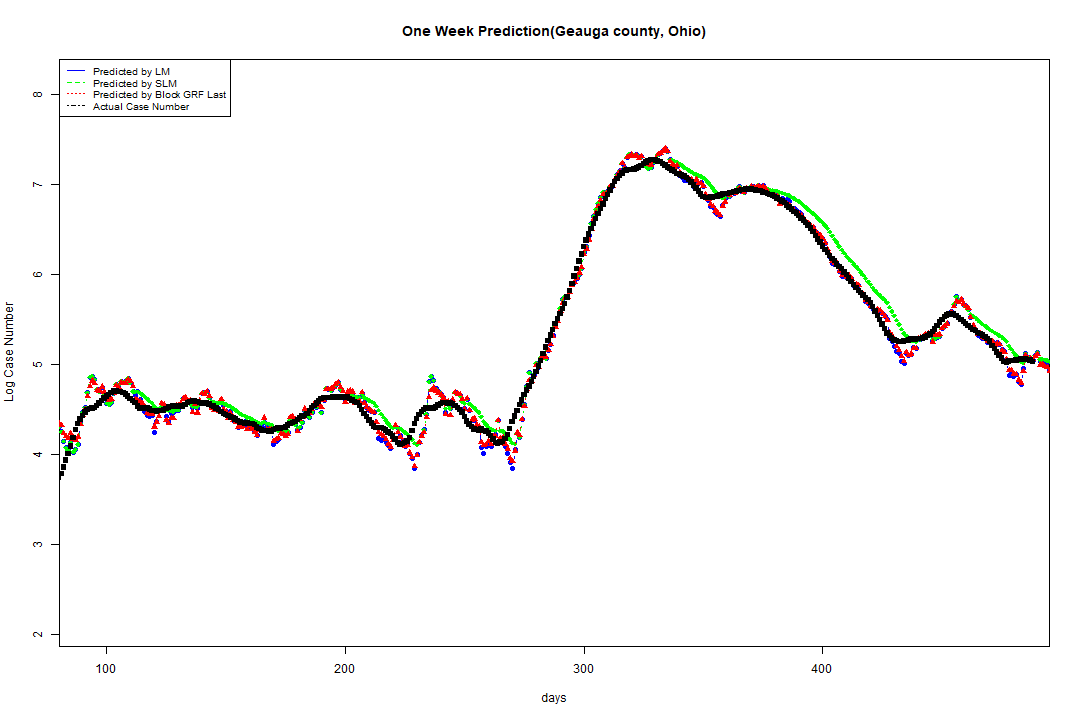 One Week Prediction(Geauga county, Ohio)
Predicted by LM
Predicted by SLM
Predicted by Block GRF Last
Actual Case Number
8
7
6
5
4
3
2
Log Case Number
100 200 300 400
days